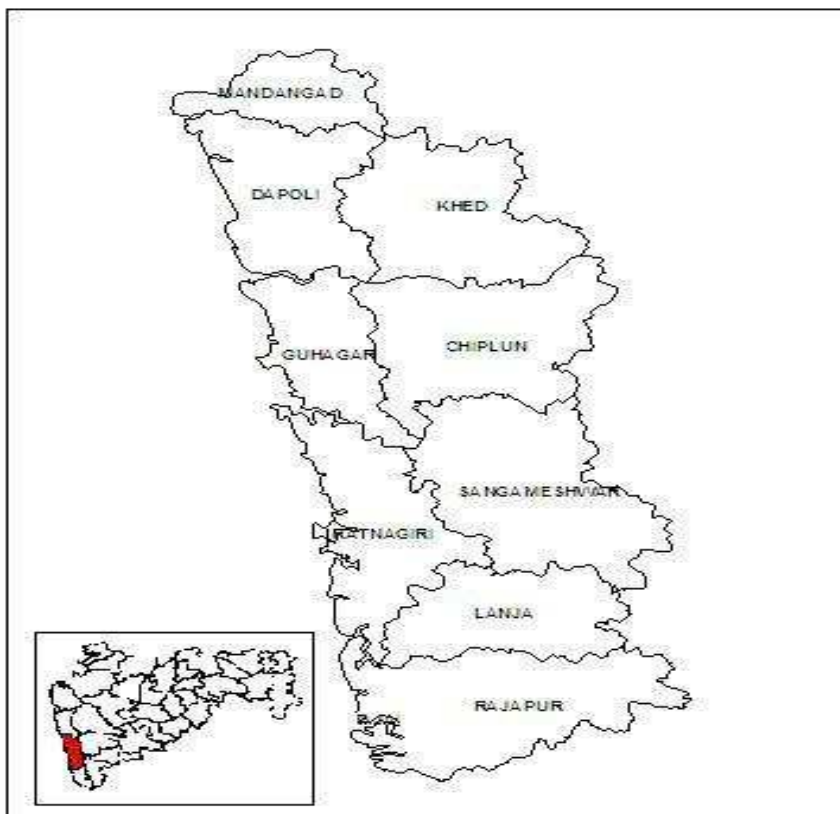 MANDANGAD
DAPOLI
KHED
GUHAGAR
CHIPLUN
SANGAMESHWAR
RATNAGIRI
LANJA
RAJAPUR